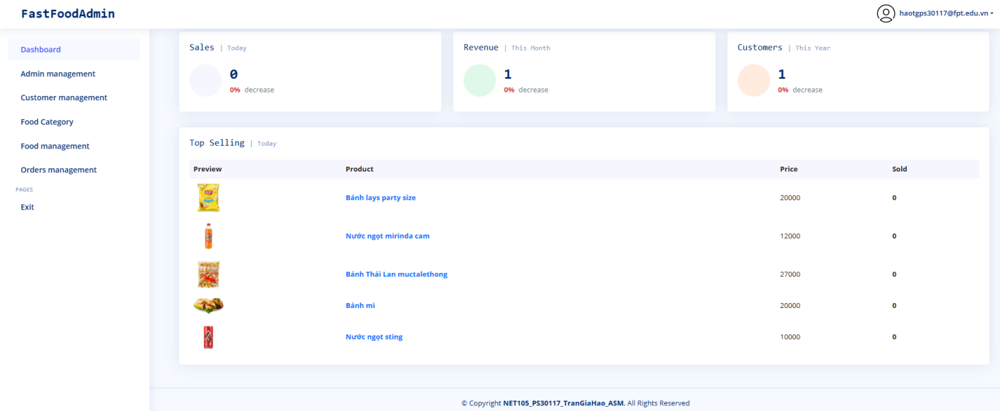 FastFoodAdmin
haotgps30117@fpt.edu.vn
Dashboard
Admin management
Customer management
Food Category
Food management
Orders management
PAGES
Exit
Sales | Today
0
0% decrease
Revenue | This Month
1
0% decrease
Customers | This Year
1
0% decrease
Top Selling | Today
Preview Product Price Sold
Bánh lays party size 20000 0
Nước ngọt mirinda cam 12000 0
Bánh Thái Lan muctalethong 27000 0
Bánh mì 20000 0
Nước ngọt sting 10000 0
© Copyright NET105_PS30117_TranGiaHao_ASM. All Rights Reserved